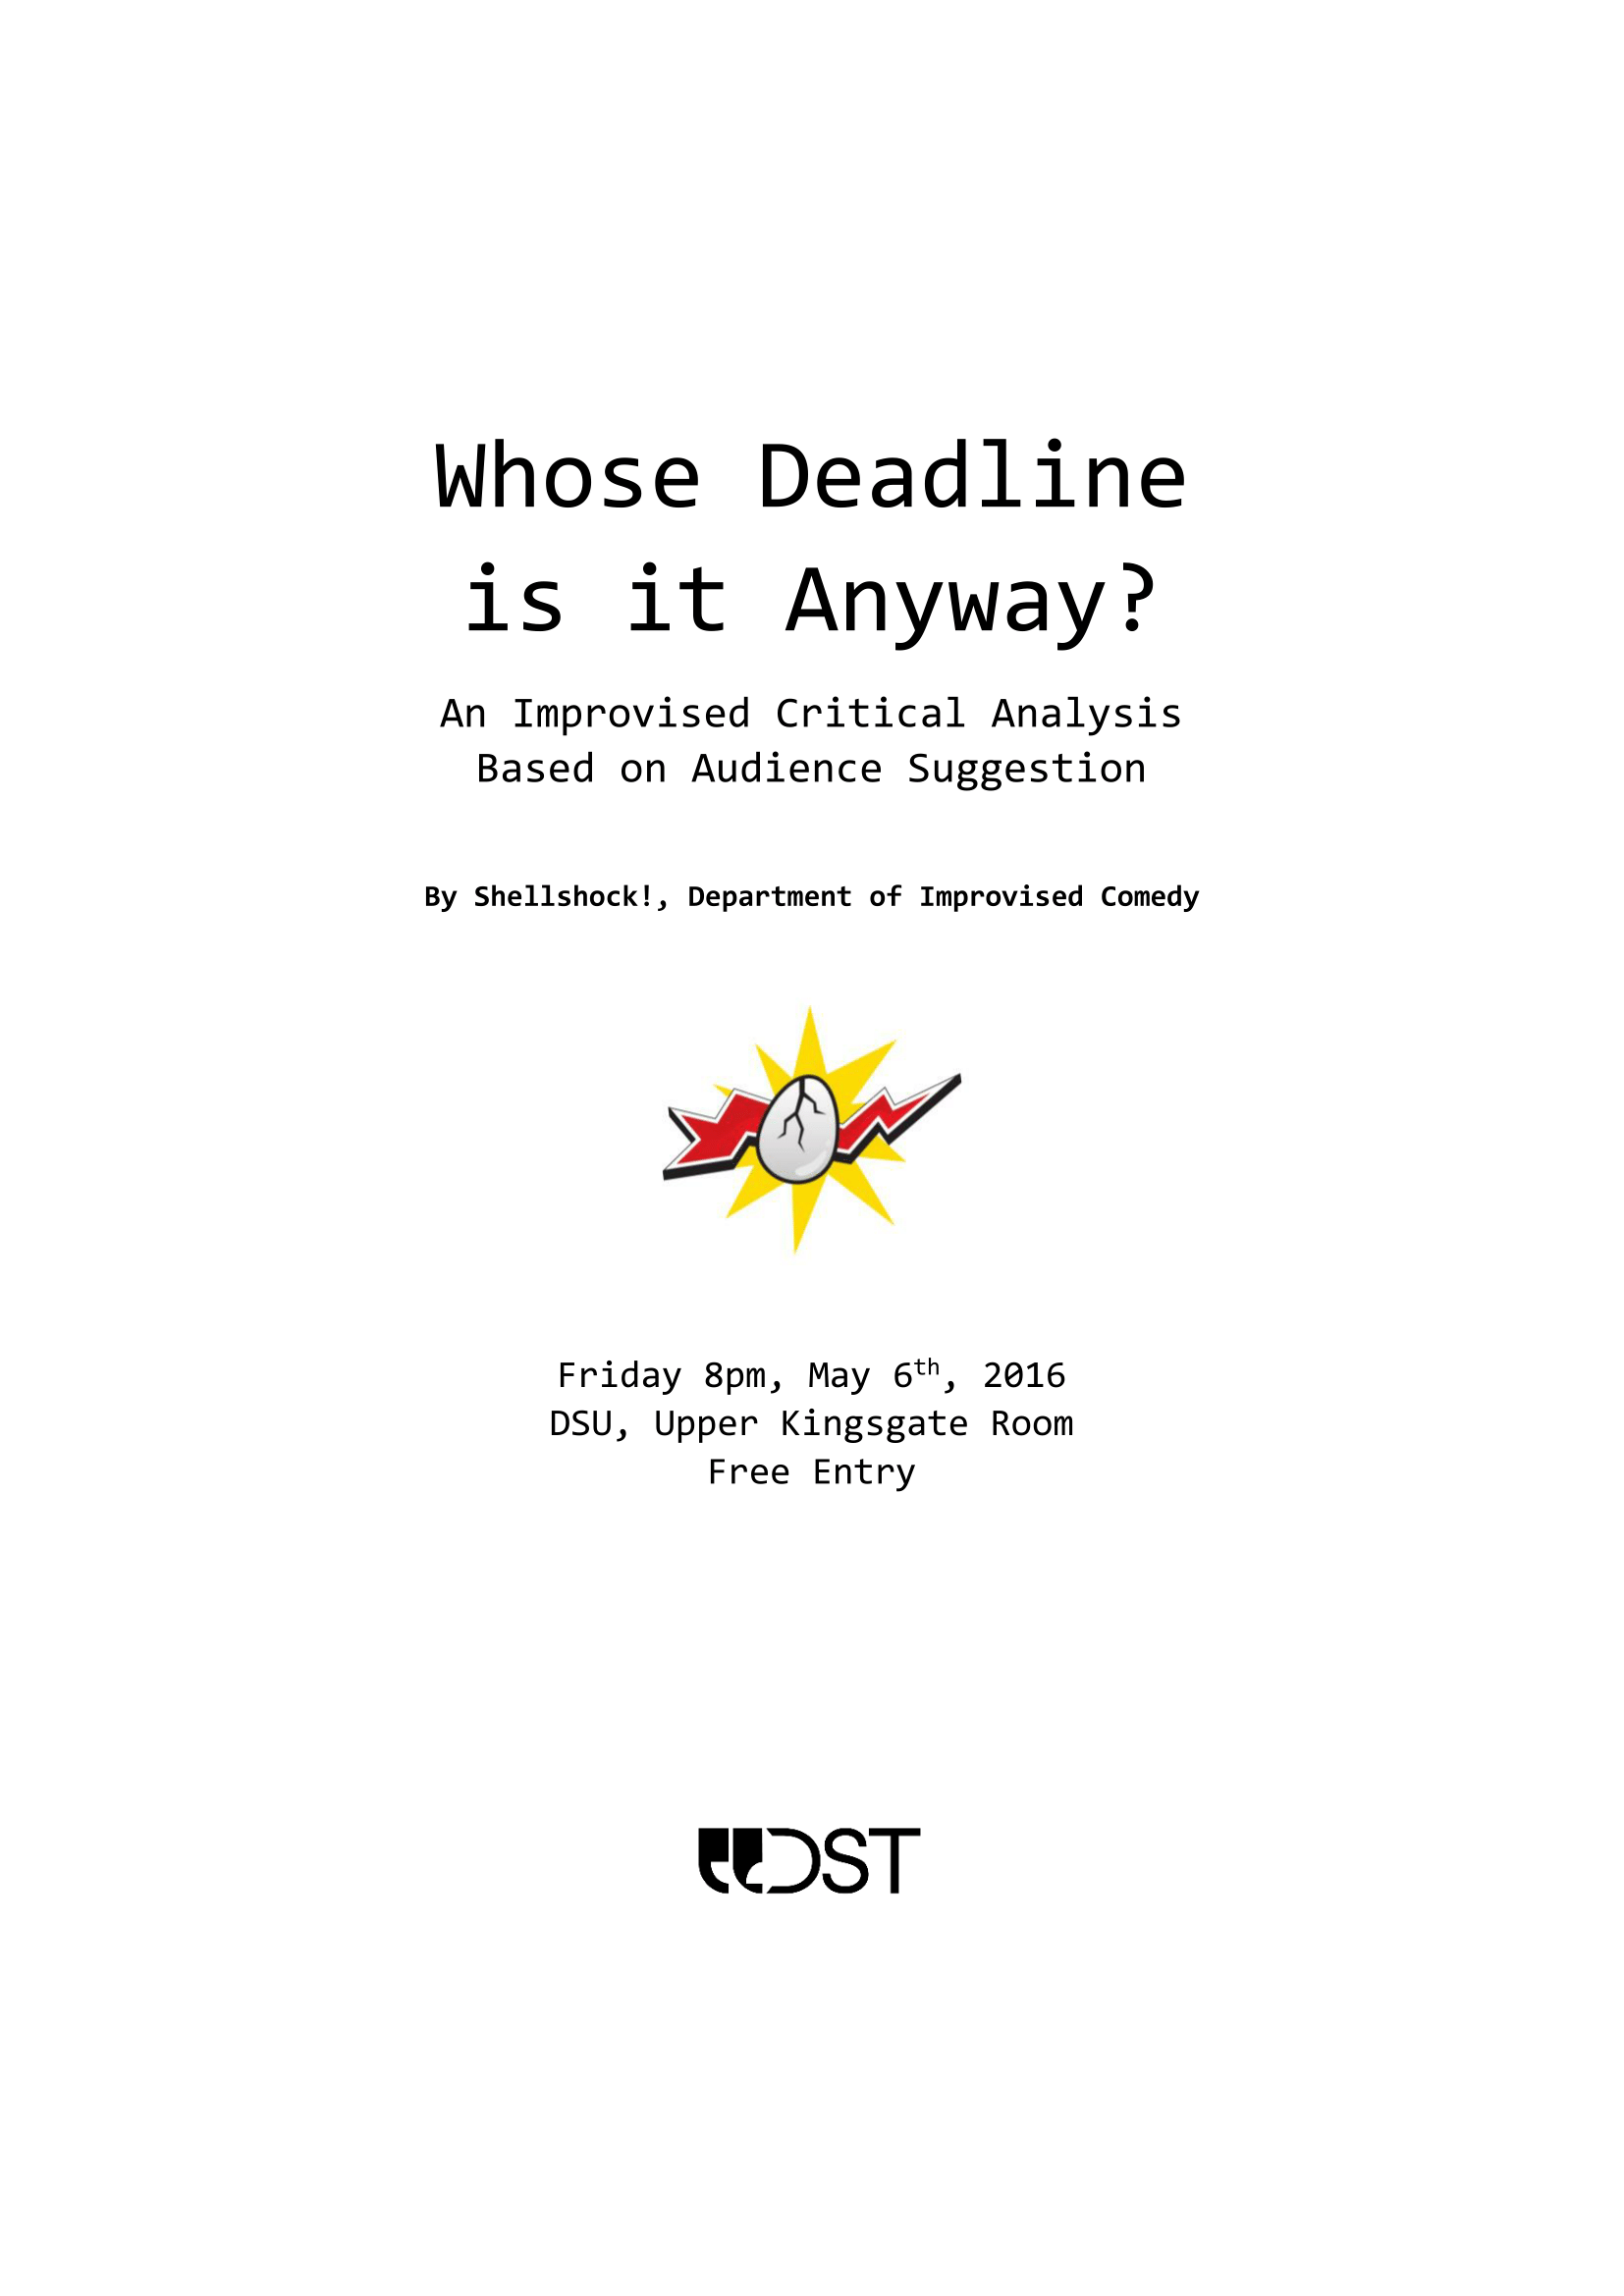 Whose Deadline
is it Anyway?
An Improvised Critical Analysis
Based on Audience Suggestion
By Shellshock!, Department of Improvised Comedy
Friday 8pm, May 6th, 2016
DSU, Upper Kingsgate Room
Free Entry
DST